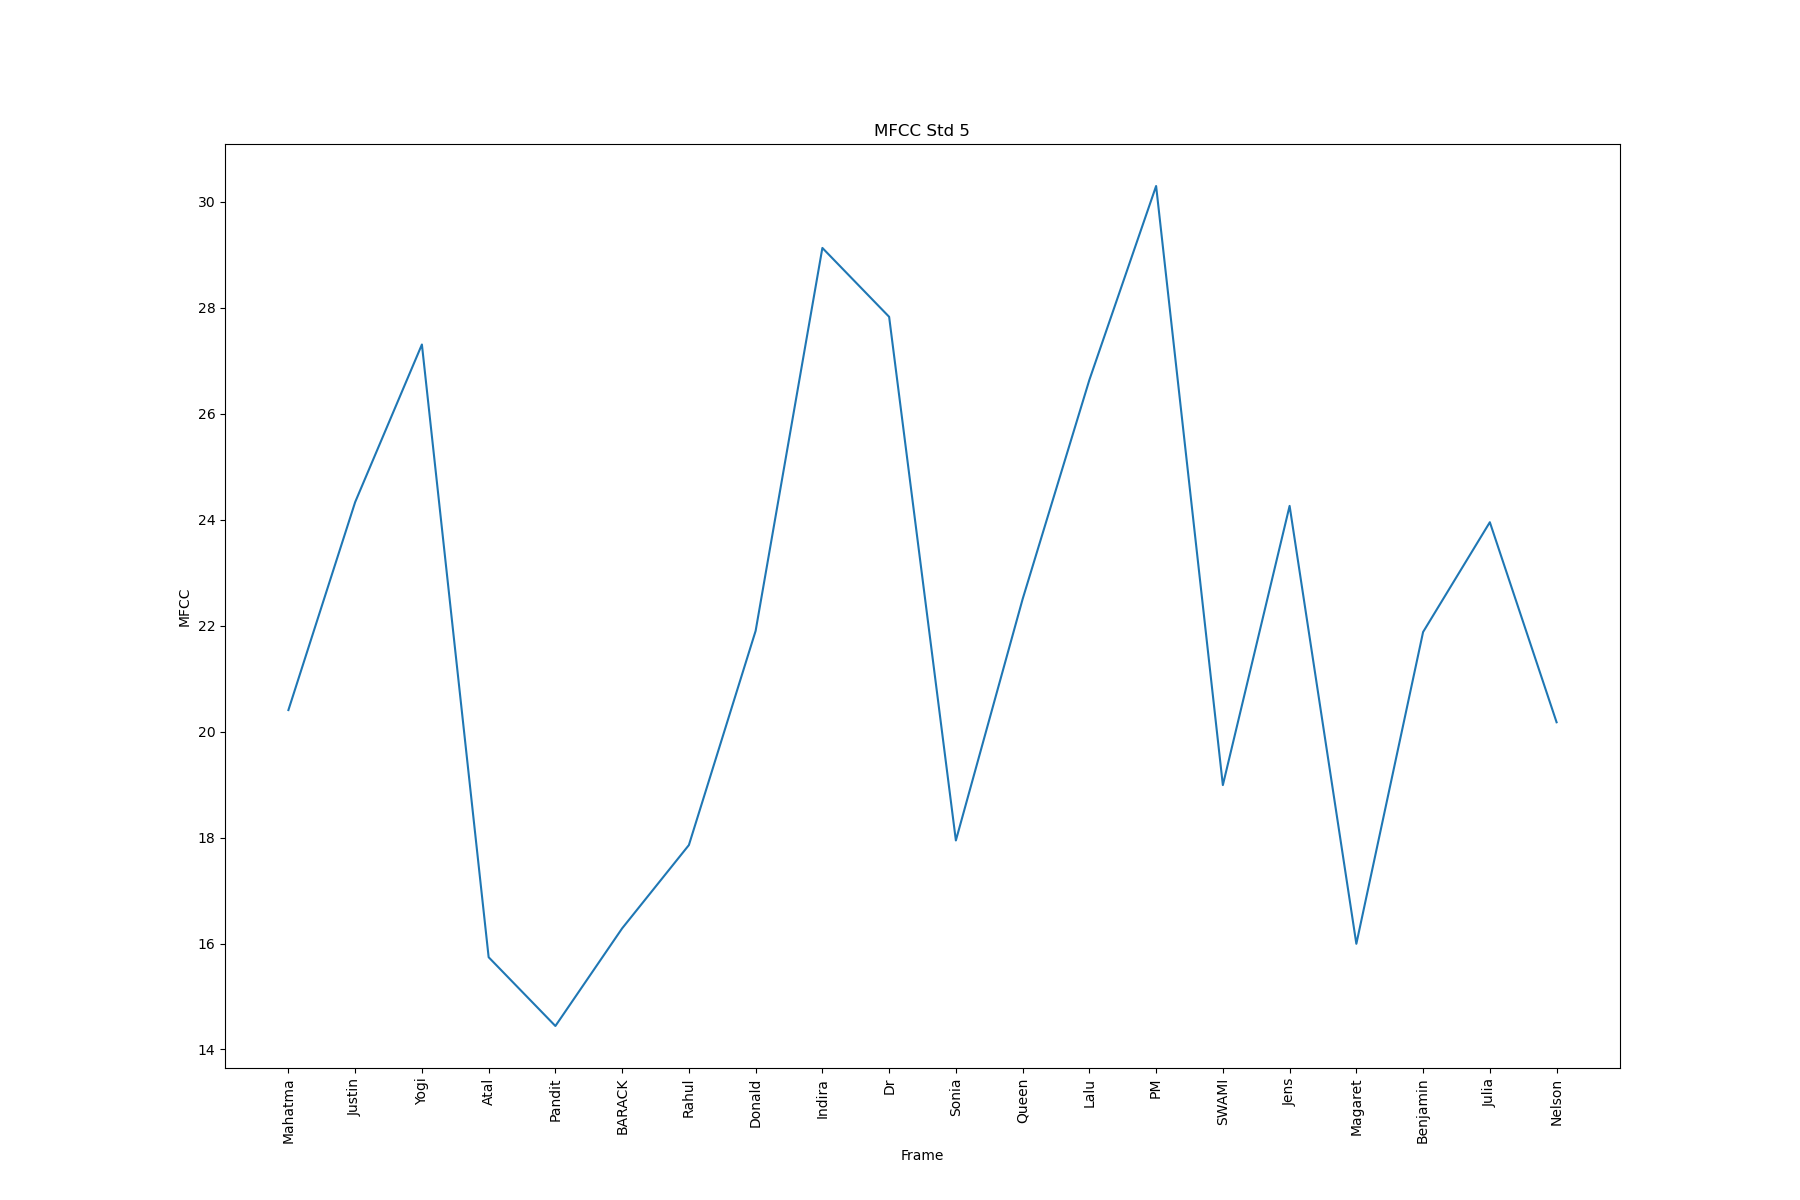 MFCC Std 5
MFCC
30
28
26
24
22
20
18
16
14
Mahatma
Justin
Yogi
Atal
Pandit
BARACK
Rahul
Donald
Indira
Dr
Sonia
Queen
Lalu
PM
SWAMI
Jens
Magaret
Benjamin
Julia
Nelson
Frame